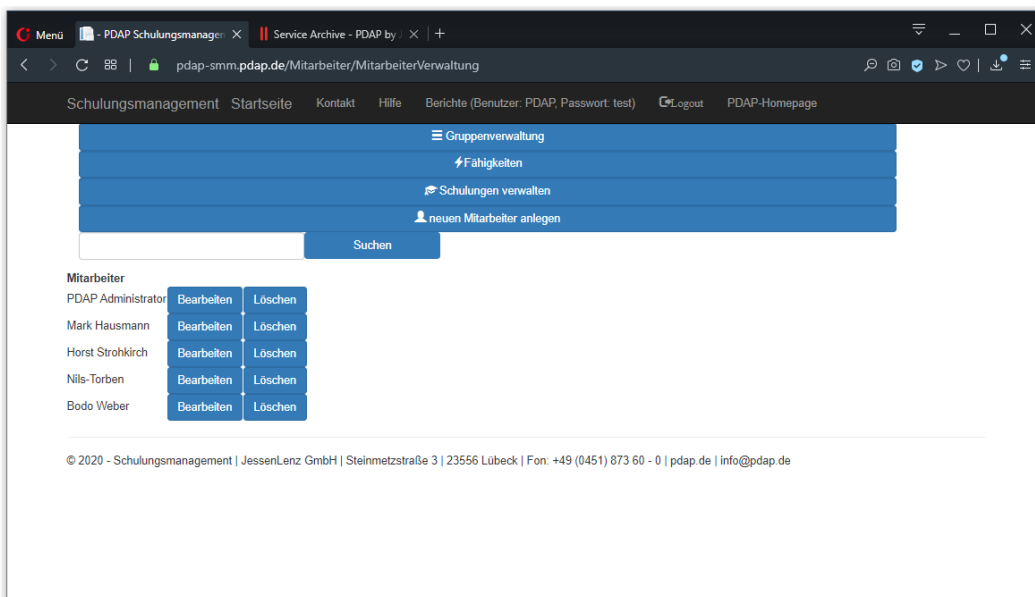 Menü - PDAP Schulungsmanagen Service Archive - PDAP by J
pdap-smm.pdap.de/Mitarbeiter/MitarbeiterVerwaltung
Schulungsmanagement Startseite Kontakt Hilfe Berichte (Benutzer: PDAP, Passwort: test) Logout PDAP-Homepage
Gruppenverwaltung
Fähigkeiten
Schulungen verwalten
neuen Mitarbeiter anlegen
Suchen
Mitarbeiter
PDAP Administrator Bearbeiten Löschen
Mark Hausmann Bearbeiten Löschen
Horst Strohkirch Bearbeiten Löschen
Nils-Torben Bearbeiten Löschen
Bodo Weber Bearbeiten Löschen
© 2020 - Schulungsmanagement | JessenLenz GmbH | Steinmetzstraße 3 | 23556 Lübeck | Fon: +49 (0451) 873 60 - 0 | pdap.de | info@pdap.de